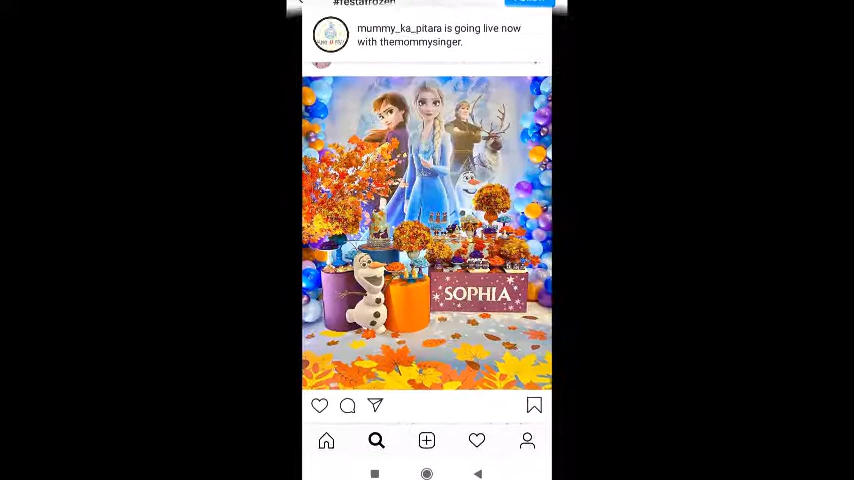 #festafrozen
mummy_ka_pitara is going live now
with themommysinger.
SOPHIA